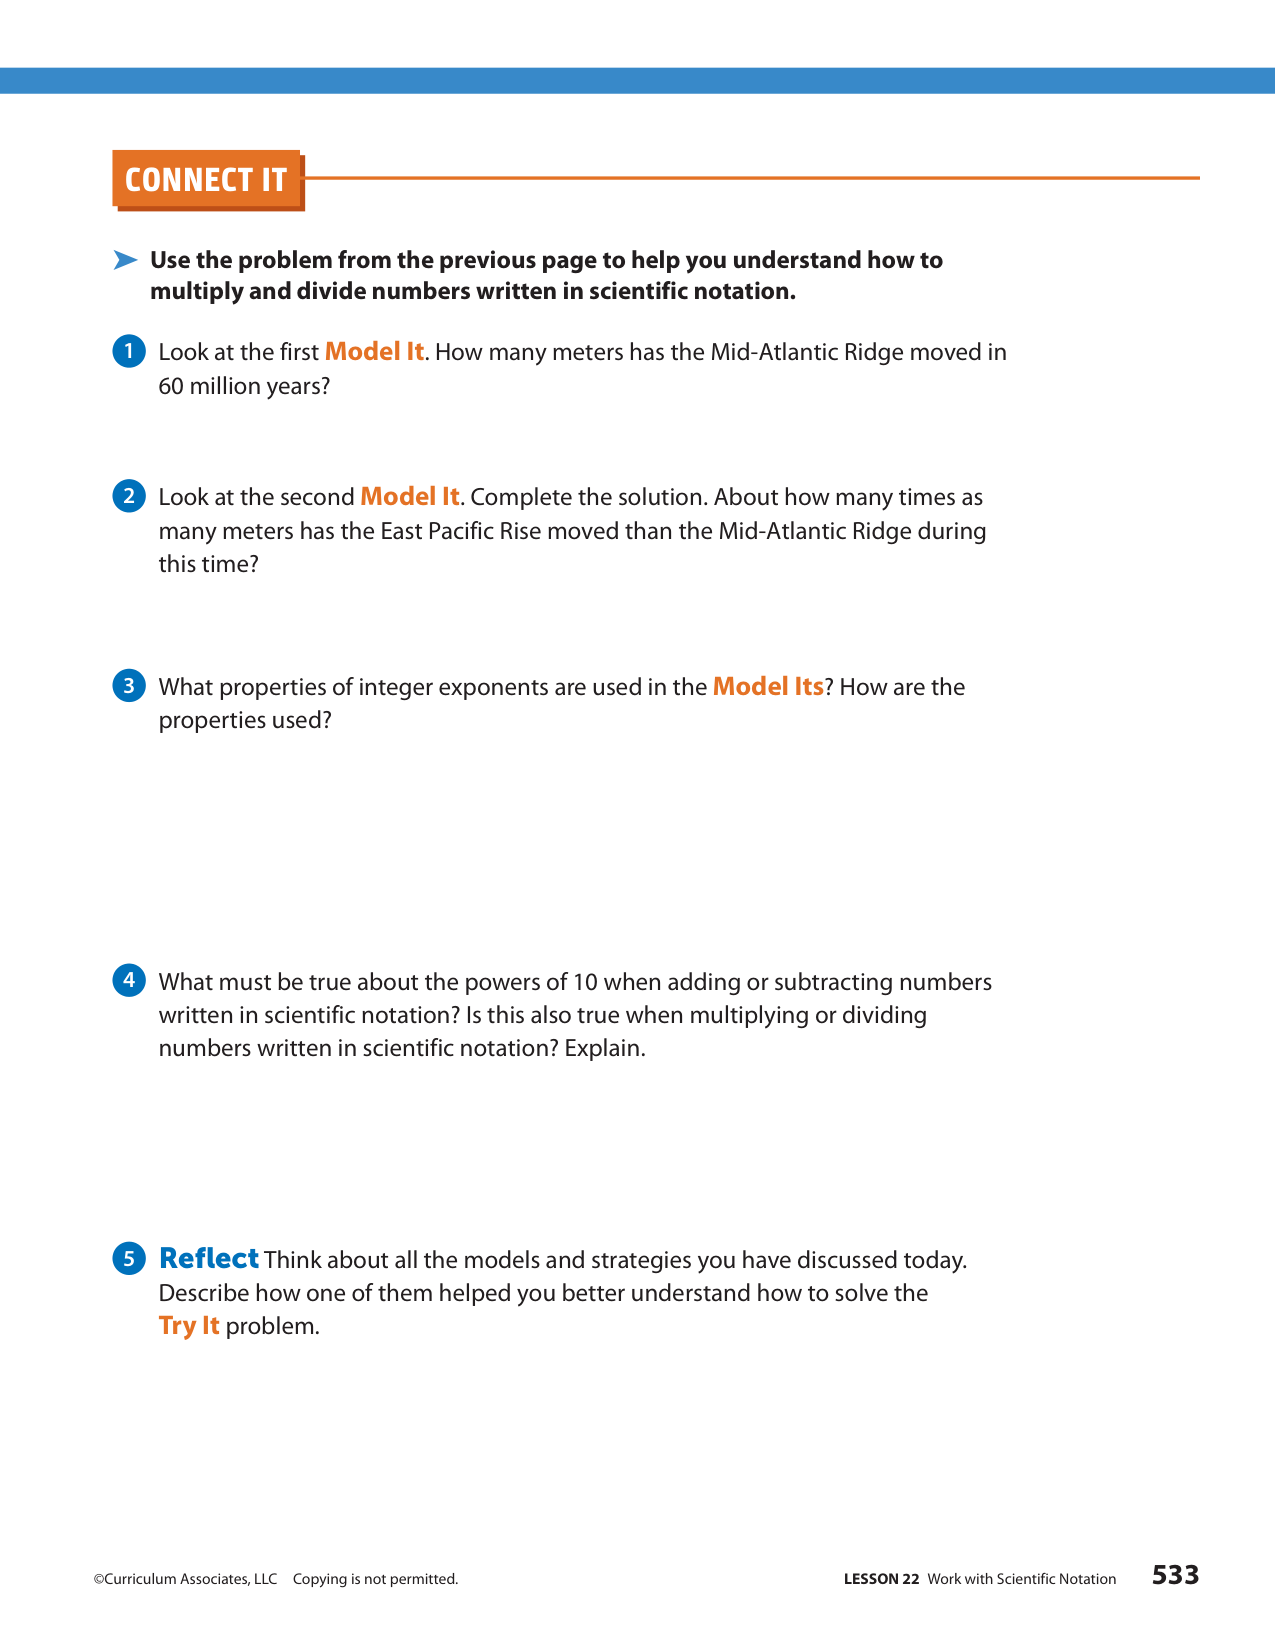 CONNECT IT
Use the problem from the previous page to help you understand how to
multiply and divide numbers written in scientific notation.
1 Look at the first Model It. How many meters has the Mid-Atlantic Ridge moved in
60 million years?
2 Look at the second Model It. Complete the solution. About how many times as
many meters has the East Pacific Rise moved than the Mid-Atlantic Ridge during
this time?
3 What properties of integer exponents are used in the Model Its? How are the
properties used?
4 What must be true about the powers of 10 when adding or subtracting numbers
written in scientific notation? Is this also true when multiplying or dividing
numbers written in scientific notation? Explain.
5 Reflect Think about all the models and strategies you have discussed today.
Describe how one of them helped you better understand how to solve the
Try It problem.
©Curriculum Associates, LLC Copying is not permitted. LESSON 22 Work with Scientific Notation 533